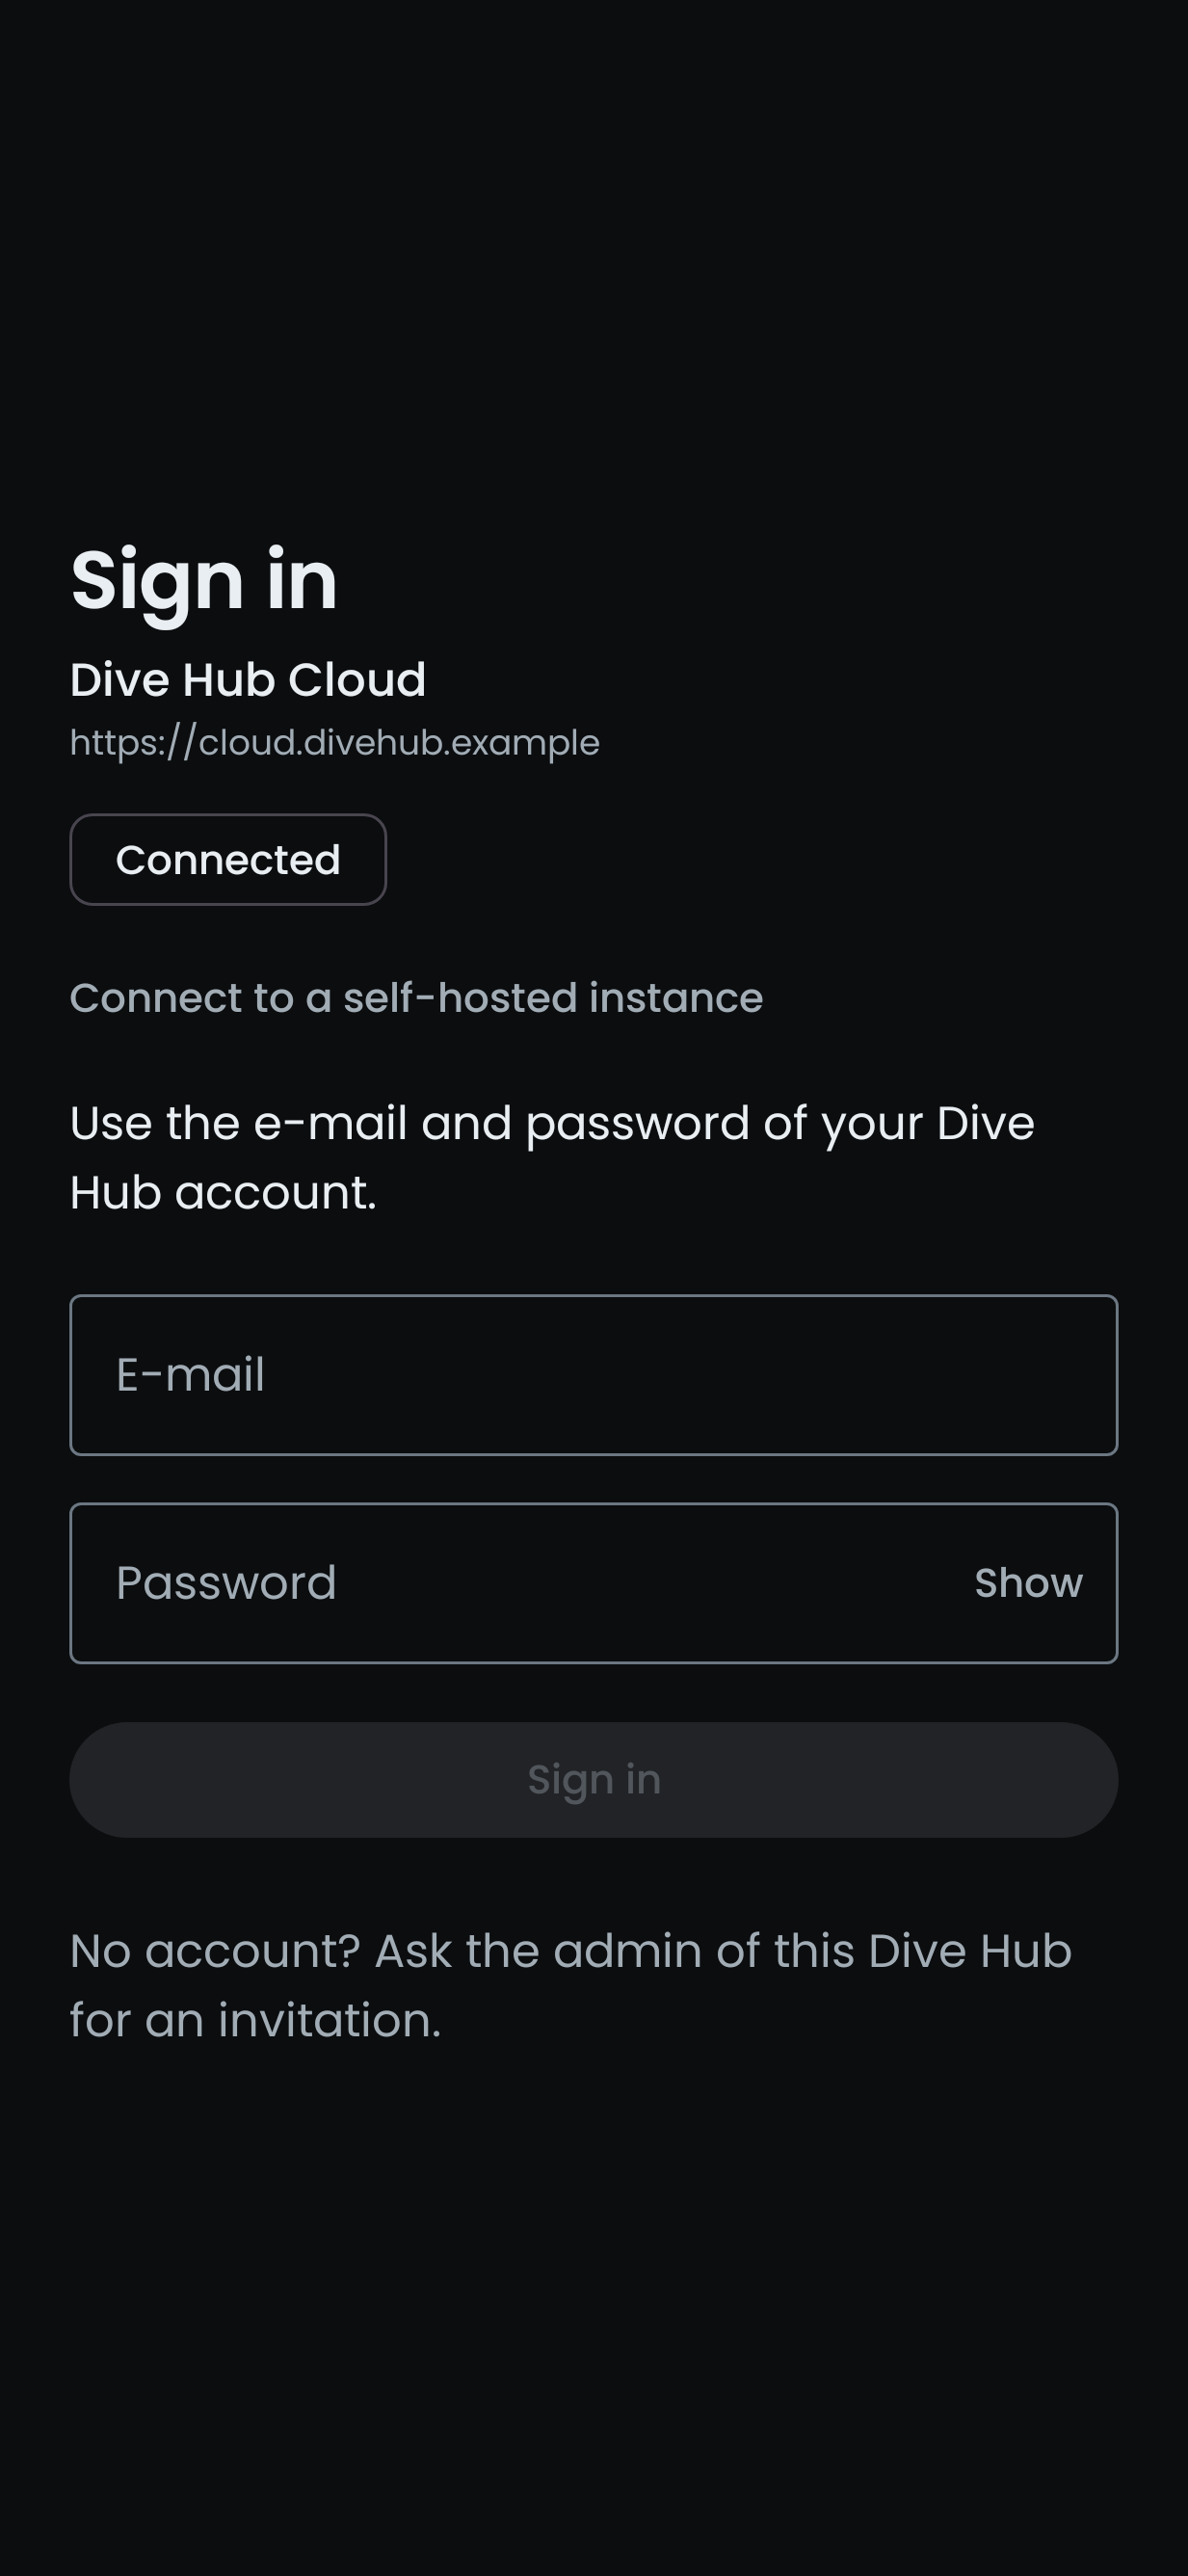 Sign in
Dive Hub Cloud
https://cloud.divehub.example
Connected
Connect to a self-hosted instance
Use the e-mail and password of your Dive
Hub account.
E-mail
Password
Show
Sign in
No account? Ask the admin of this Dive Hub
for an invitation.